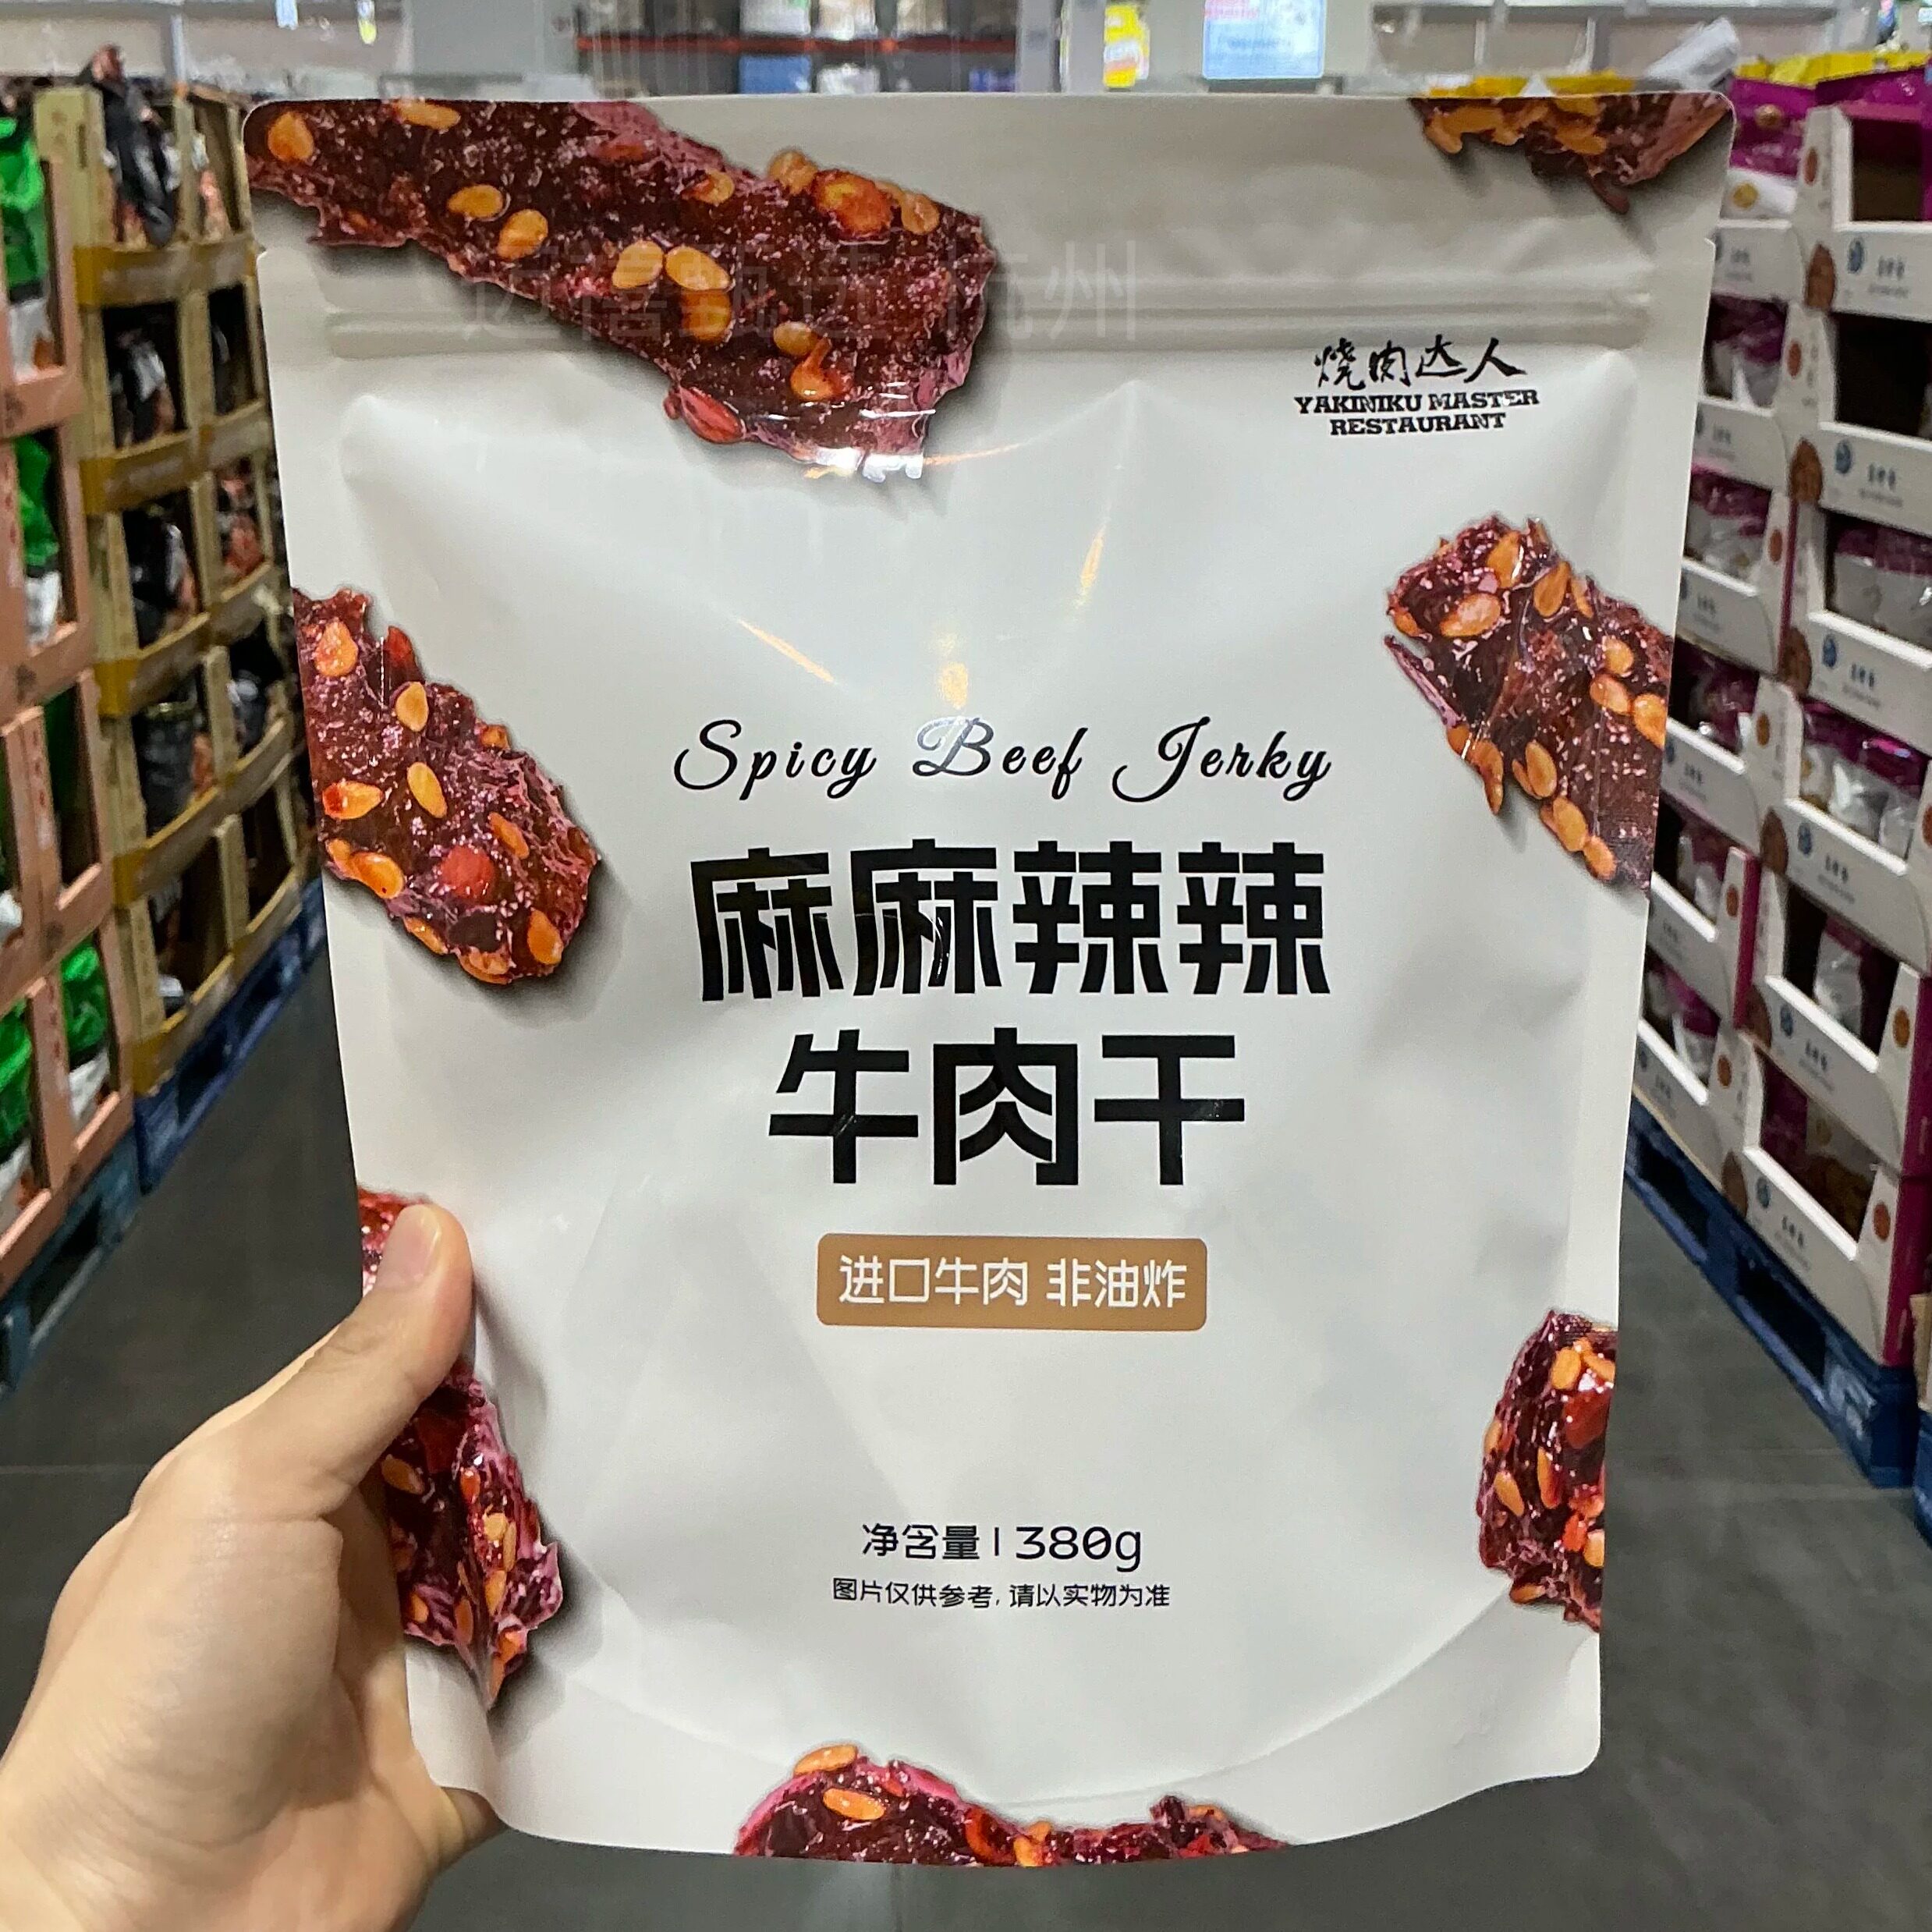 烧肉达人
YAKINIKU MASTER
RESTAURANT
Spicy Beef Jerky
麻麻辣辣
牛肉干
进口牛肉 非油炸
净含量|380g
图片仅供参考,请以实物为准